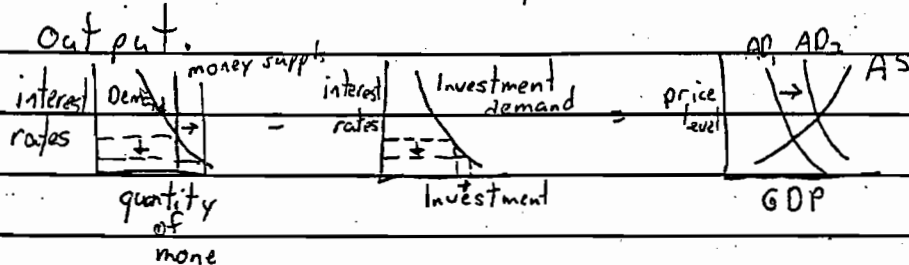 Output.
interest
rates
Demand
money supply
quantity
of
mone
=
interest
rates
Investment
demand
Investment
=
price
level
AD1 AD2
AS
GDP